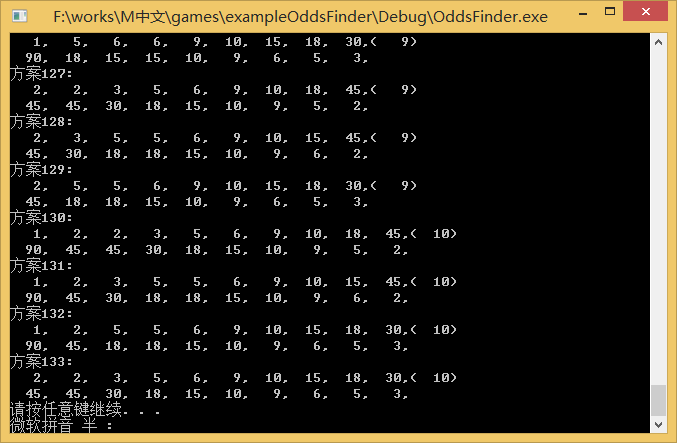 F:\works\M中文\games\exampleOddsFinder\Debug\OddsFinder.exe
1, 5, 6, 6, 9, 10, 15, 18, 30,( 9)
90, 18, 15, 15, 10, 9, 6, 5, 3,
方案127:
2, 2, 3, 5, 6, 9, 10, 18, 45,( 9)
45, 45, 30, 18, 15, 10, 9, 5, 2,
方案128:
2, 3, 5, 5, 6, 9, 10, 15, 45,( 9)
45, 30, 18, 18, 15, 10, 9, 6, 2,
方案129:
2, 5, 5, 6, 9, 10, 15, 18, 30,( 9)
45, 18, 18, 15, 10, 9, 6, 5, 3,
方案130:
1, 2, 2, 3, 5, 6, 9, 10, 18, 45,( 10)
90, 45, 45, 30, 18, 15, 10, 9, 5, 2,
方案131:
1, 2, 3, 5, 5, 6, 9, 10, 15, 45,( 10)
90, 45, 30, 18, 18, 15, 10, 9, 6, 2,
方案132:
1, 2, 5, 5, 6, 9, 10, 15, 18, 30,( 10)
90, 45, 18, 18, 15, 10, 9, 6, 5, 3,
方案133:
2, 2, 3, 5, 6, 9, 10, 15, 18, 30,( 10)
45, 45, 30, 18, 15, 10, 9, 6, 5, 3,
请按任意键继续. . .
微软拼音 半 :